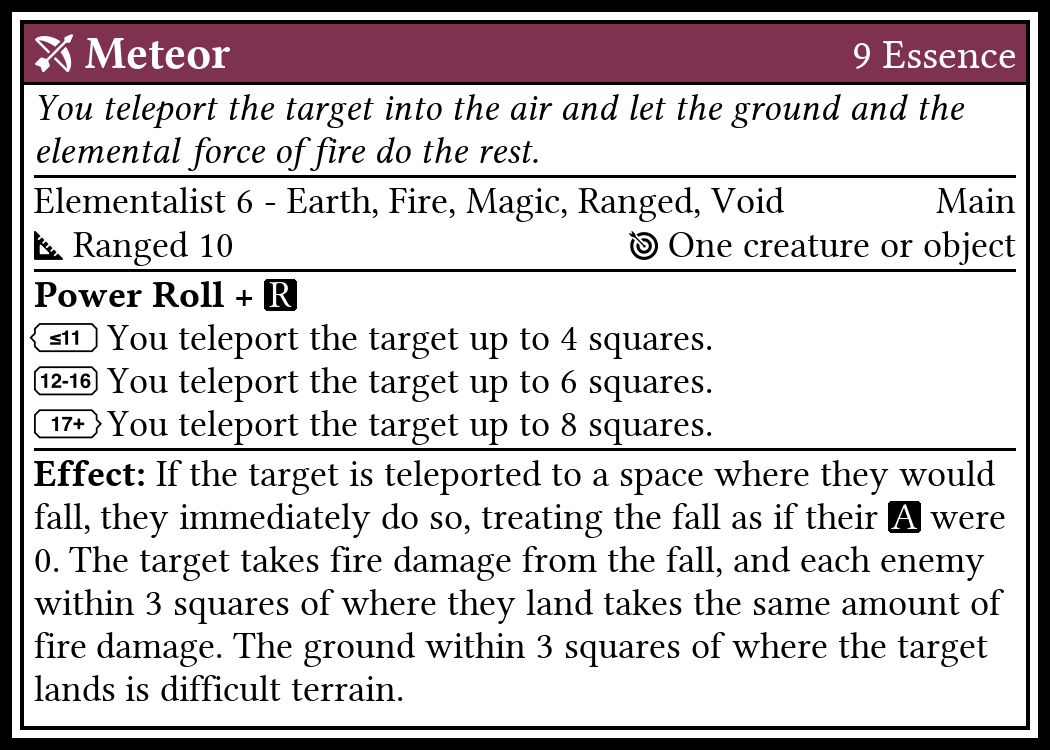 Meteor 9 Essence
You teleport the target into the air and let the ground and the
elemental force of fire do the rest.
Elementalist 6 - Earth, Fire, Magic, Ranged, Void Main
Ranged 10 One creature or object
Power Roll + R
≤11 You teleport the target up to 4 squares.
12-16 You teleport the target up to 6 squares.
17+ You teleport the target up to 8 squares.
Effect: If the target is teleported to a space where they would
fall, they immediately do so, treating the fall as if their A were
0. The target takes fire damage from the fall, and each enemy
within 3 squares of where they land takes the same amount of
fire damage. The ground within 3 squares of where the target
lands is difficult terrain.